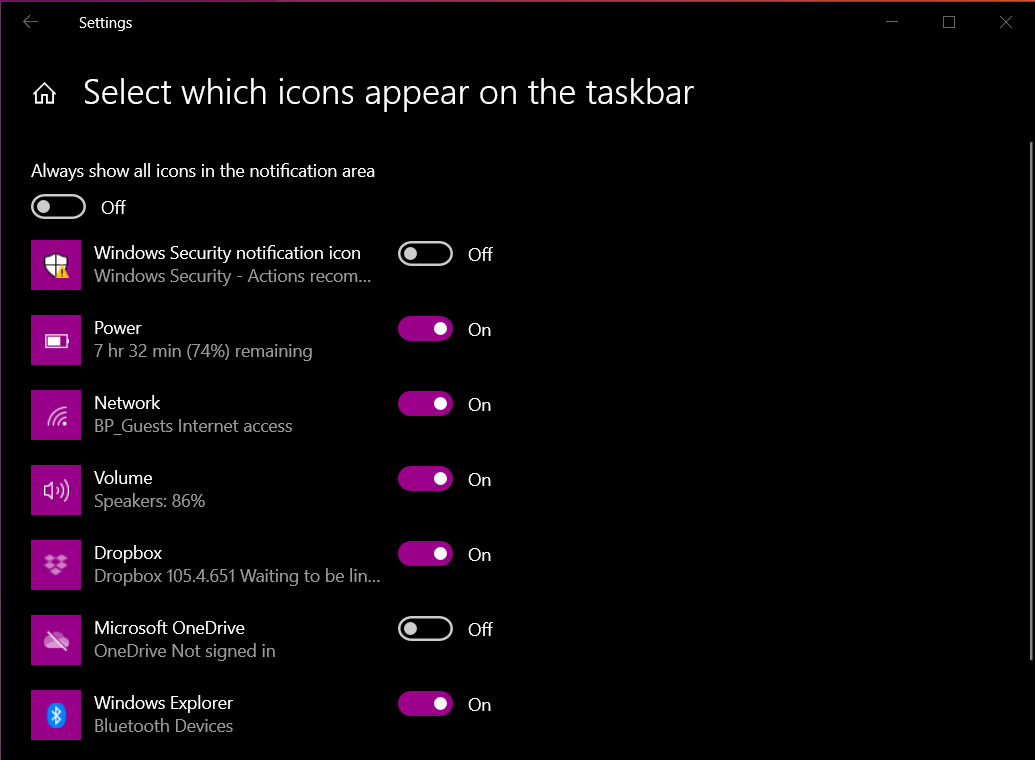 Settings
Select which icons appear on the taskbar
Always show all icons in the notification area
Off
Windows Security notification icon
Off
Windows Security - Actions recom...
Power
On
7 hr 32 min (74%) remaining
Network
On
BP_Guests Internet access
Volume
On
Speakers: 86%
Dropbox
On
Dropbox 105.4.651 Waiting to be lin...
Microsoft OneDrive
Off
OneDrive Not signed in
Windows Explorer
On
Bluetooth Devices